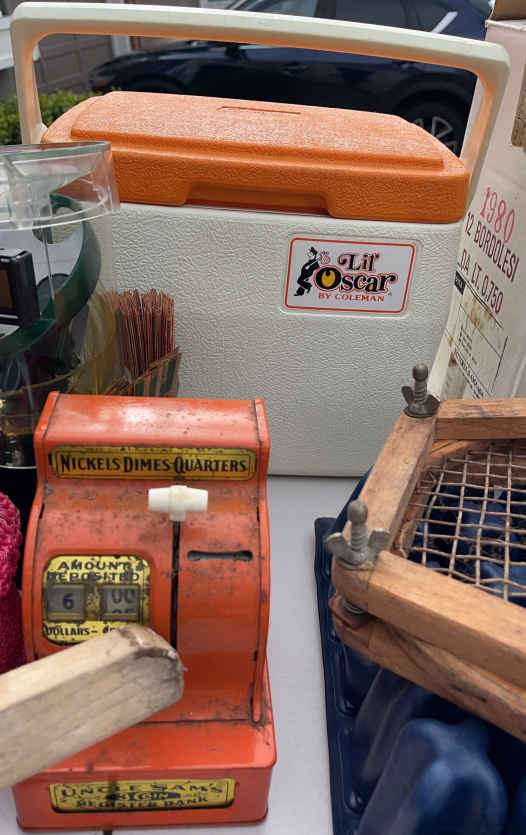 Lil'
Oscar
BY COLEMAN
1980
12 BORDOLESI
DA LT. 0.750
NICKELS DIMES QUARTERS
AMOUNT
DEPOSITED
6 00
DOLLARS-
UNCLE SAM'S
REGISTER BANK